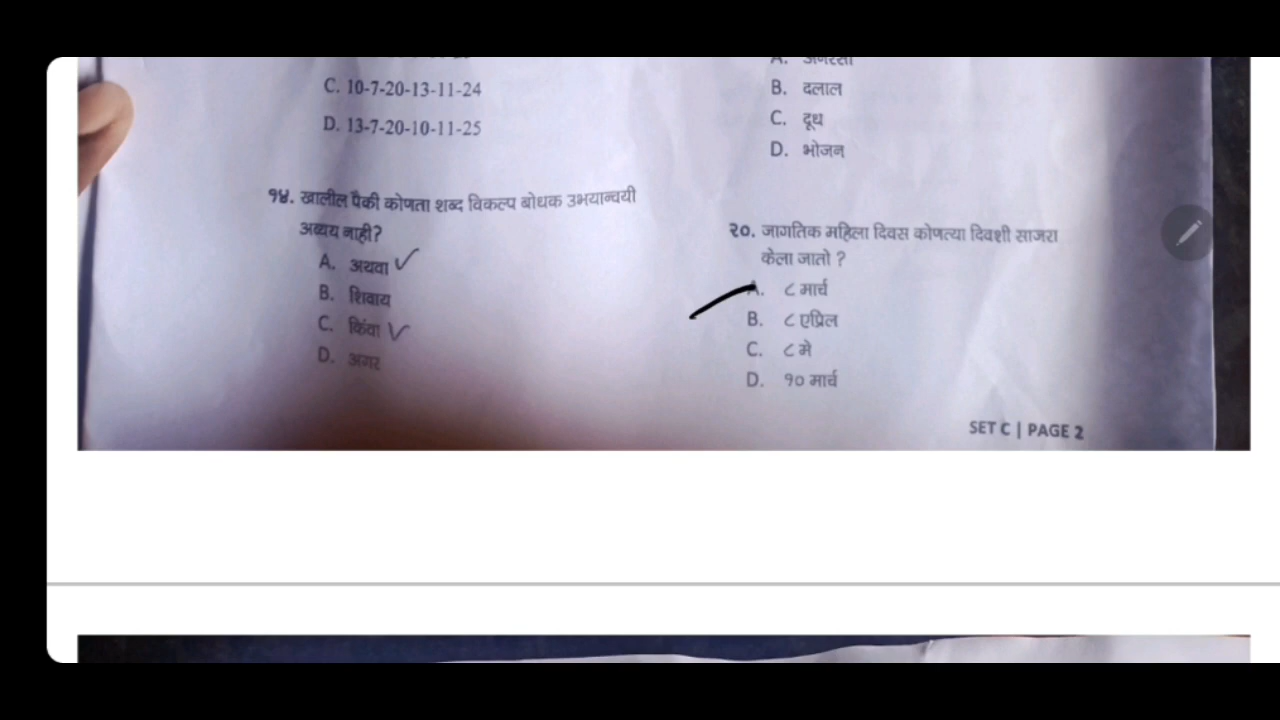 C. 10-7-20-13-11-24
D. 13-7-20-10-11-25
१४. खालील पैकी कोणता शब्द विकल्प बोधक उभयान्वयी
अव्यय नाही?
A. अथवा
B. शिवाय
C. किंवा
D. अगर
B. दलाल
C. दूध
D. भोजन
२०. जागतिक महिला दिवस कोणत्या दिवशी साजरा
केला जातो ?
A. ८ मार्च
B. ८ एप्रिल
C. ८ मे
D. १० मार्च
SET C | PAGE 2